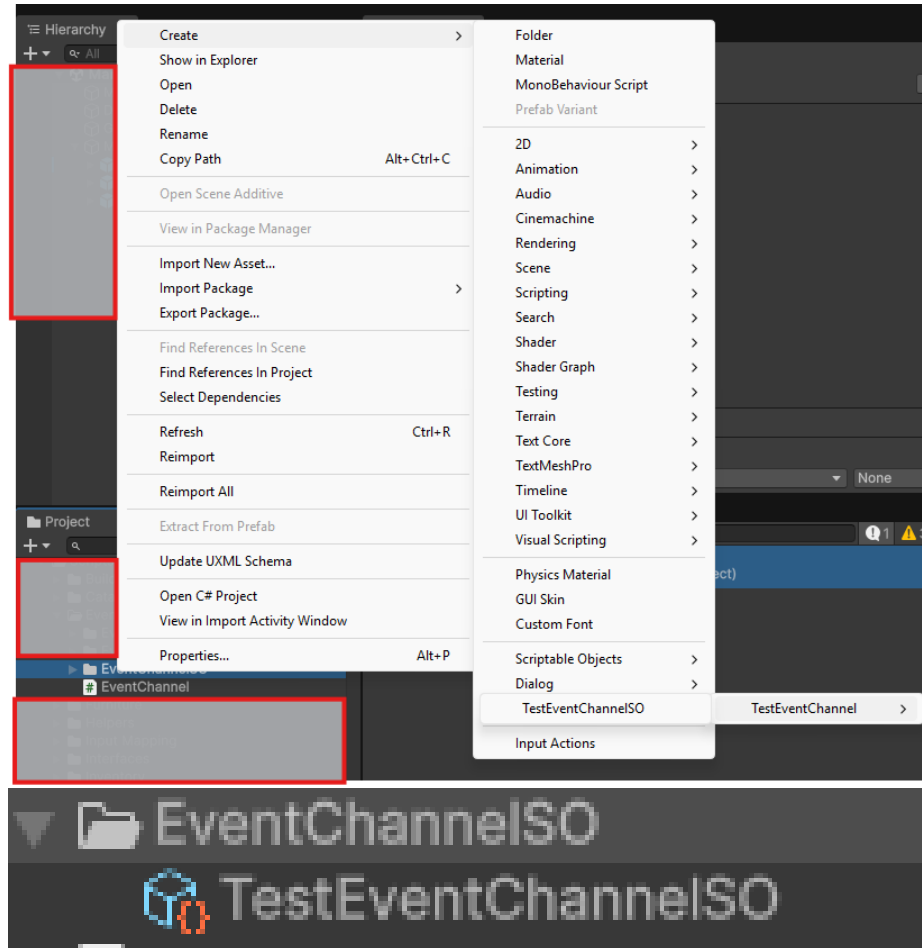 Hierarchy
All
Create
Show in Explorer
Open
Delete
Rename
Copy Path Alt+Ctrl+C
Open Scene Additive
View in Package Manager
Import New Asset...
Import Package
Export Package...
Find References In Scene
Find References In Project
Select Dependencies
Refresh Ctrl+R
Reimport
Reimport All
Extract From Prefab
Update UXML Schema
Open C# Project
View in Import Activity Window
Properties... Alt+P
Folder
Material
MonoBehaviour Script
Prefab Variant
2D
Animation
Audio
Cinemachine
Rendering
Scene
Scripting
Search
Shader
Shader Graph
Testing
Terrain
Text Core
TextMeshPro
Timeline
UI Toolkit
Visual Scripting
Physics Material
GUI Skin
Custom Font
Scriptable Objects
Dialog
TestEventChannelSO
Input Actions
TestEventChannel
None
1
ect)
Project
EventChannelSO
EventChannel
EventChannelSO
TestEventChannelSO